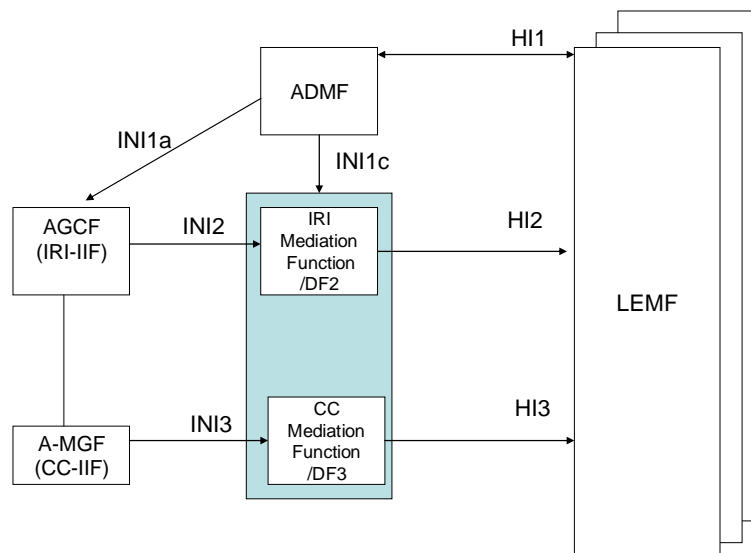 HI1
ADMF
INI1a
INI1c
AGCF
(IRI-IIF)
INI2
IRI
Mediation
Function
/DF2
HI2
LEMF
A-MGF
(CC-IIF)
INI3
CC
Mediation
Function
/DF3
HI3